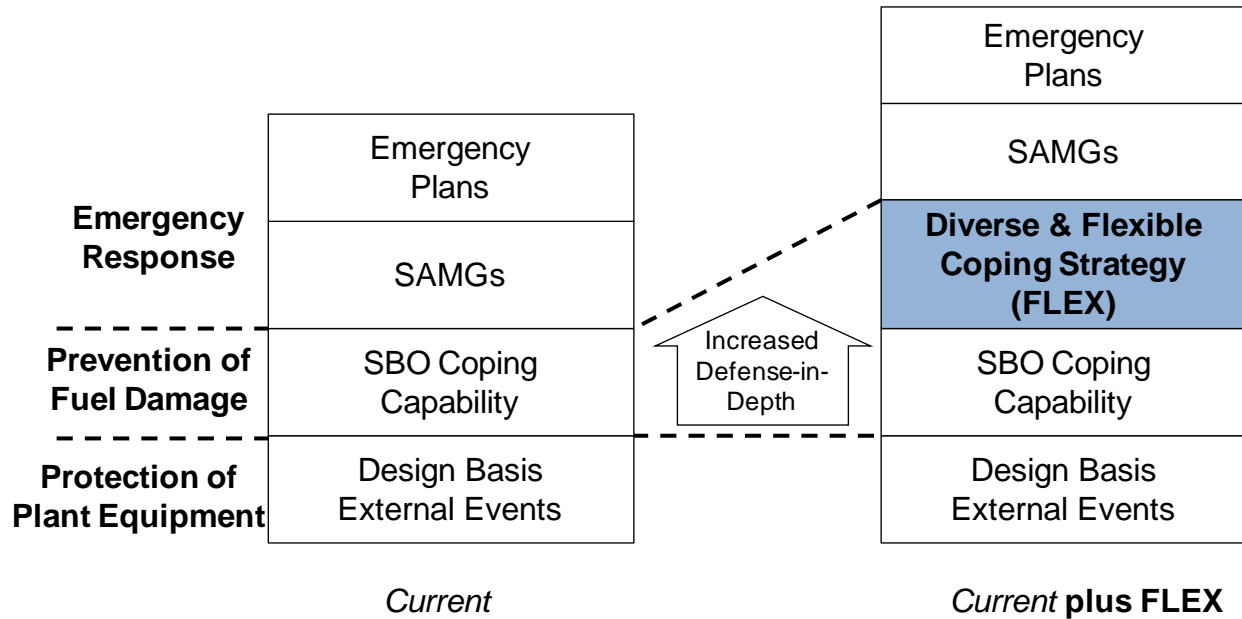 Emergency
Response
Prevention of
Fuel Damage
Protection of
Plant Equipment
Emergency
Plans
SAMGs
SBO Coping
Capability
Design Basis
External Events
Current
Increased
Defense-in-
Depth
Emergency
Plans
SAMGs
Diverse & Flexible
Coping Strategy
(FLEX)
SBO Coping
Capability
Design Basis
External Events
Current plus FLEX